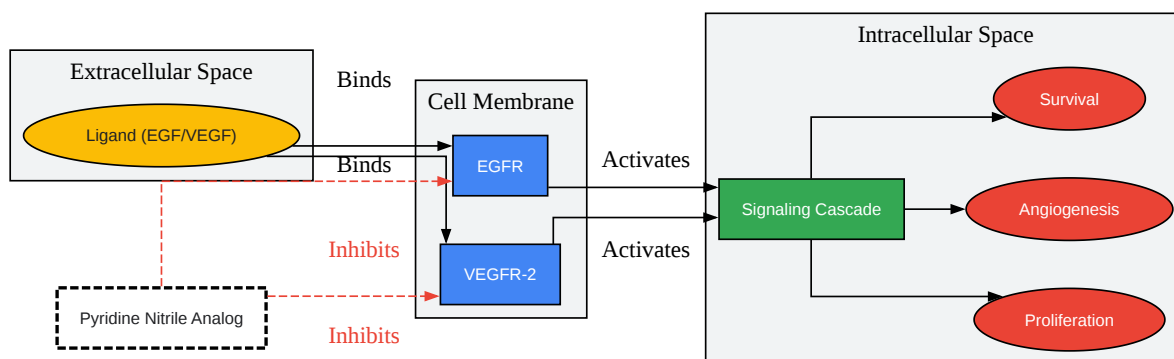 Extracellular Space
Ligand (EGF/VEGF)
Binds
Binds
Cell Membrane
EGFR
VEGFR-2
Inhibits
Inhibits
Pyridine Nitrile Analog
Activates
Activates
Intracellular Space
Signaling Cascade
Survival
Angiogenesis
Proliferation